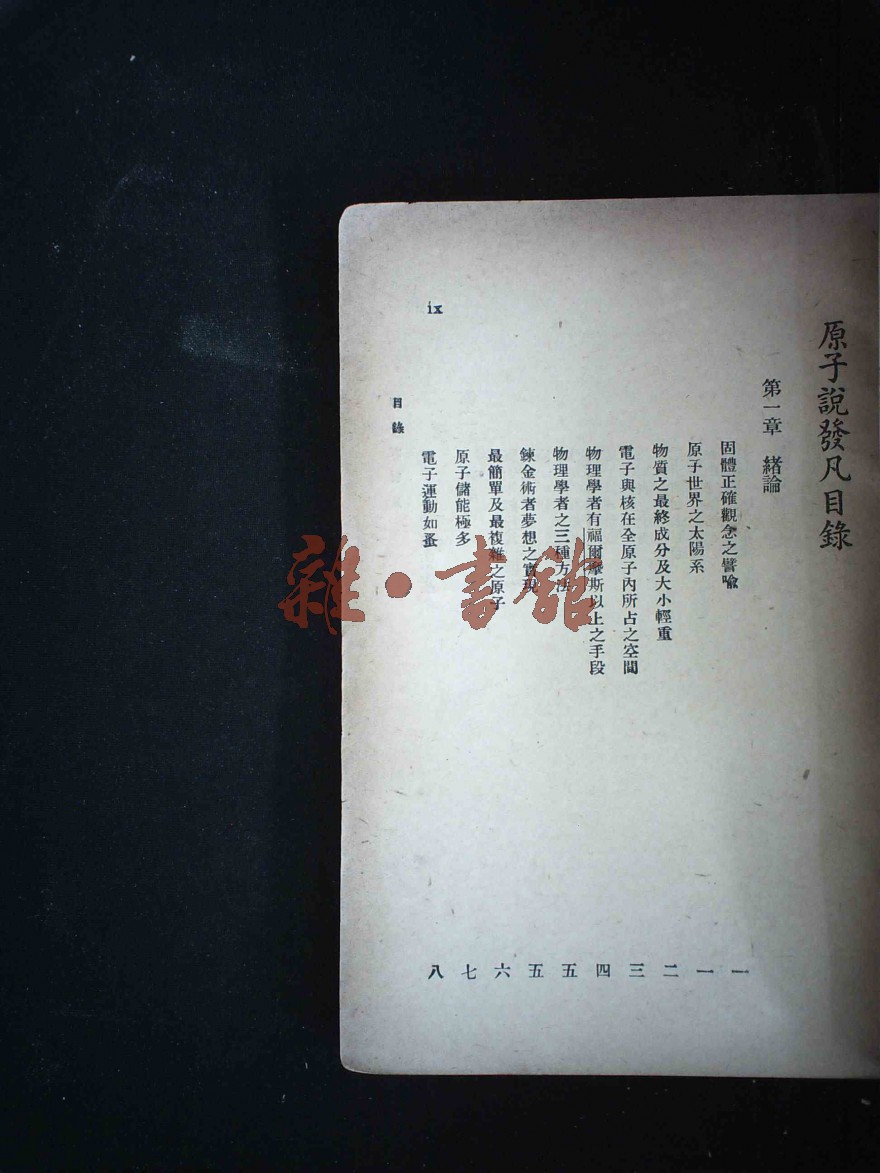 原子說發凡目錄
第一章 緒論
固體正確觀念之譬喩 一
原子世界之太陽系 一
物質之最終成分及大小輕重 二
電子與核在全原子內所占之空間 三
物理學者有福爾摩斯以上之手段 四
物理學者之三種方法 五
鍊金術者夢想之實現 五
最簡單及最複雜之原子 六
原子儲能極多 七
電子運動如蚤 八
目錄
ix
雜·書館